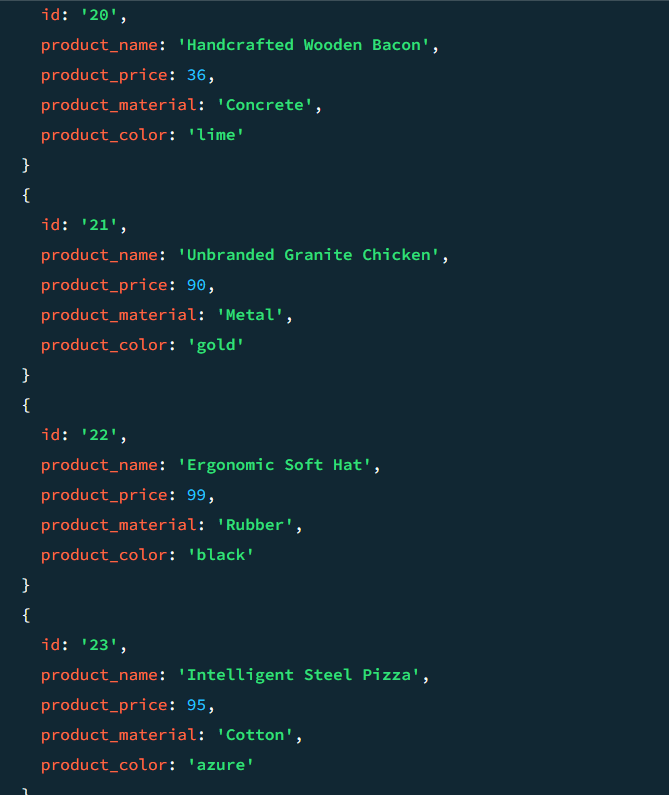 id: '20',
product_name: 'Handcrafted Wooden Bacon',
product_price: 36,
product_material: 'Concrete',
product_color: 'lime'
}
{
id: '21',
product_name: 'Unbranded Granite Chicken',
product_price: 90,
product_material: 'Metal',
product_color: 'gold'
}
{
id: '22',
product_name: 'Ergonomic Soft Hat',
product_price: 99,
product_material: 'Rubber',
product_color: 'black'
}
{
id: '23',
product_name: 'Intelligent Steel Pizza',
product_price: 95,
product_material: 'Cotton',
product_color: 'azure'
}